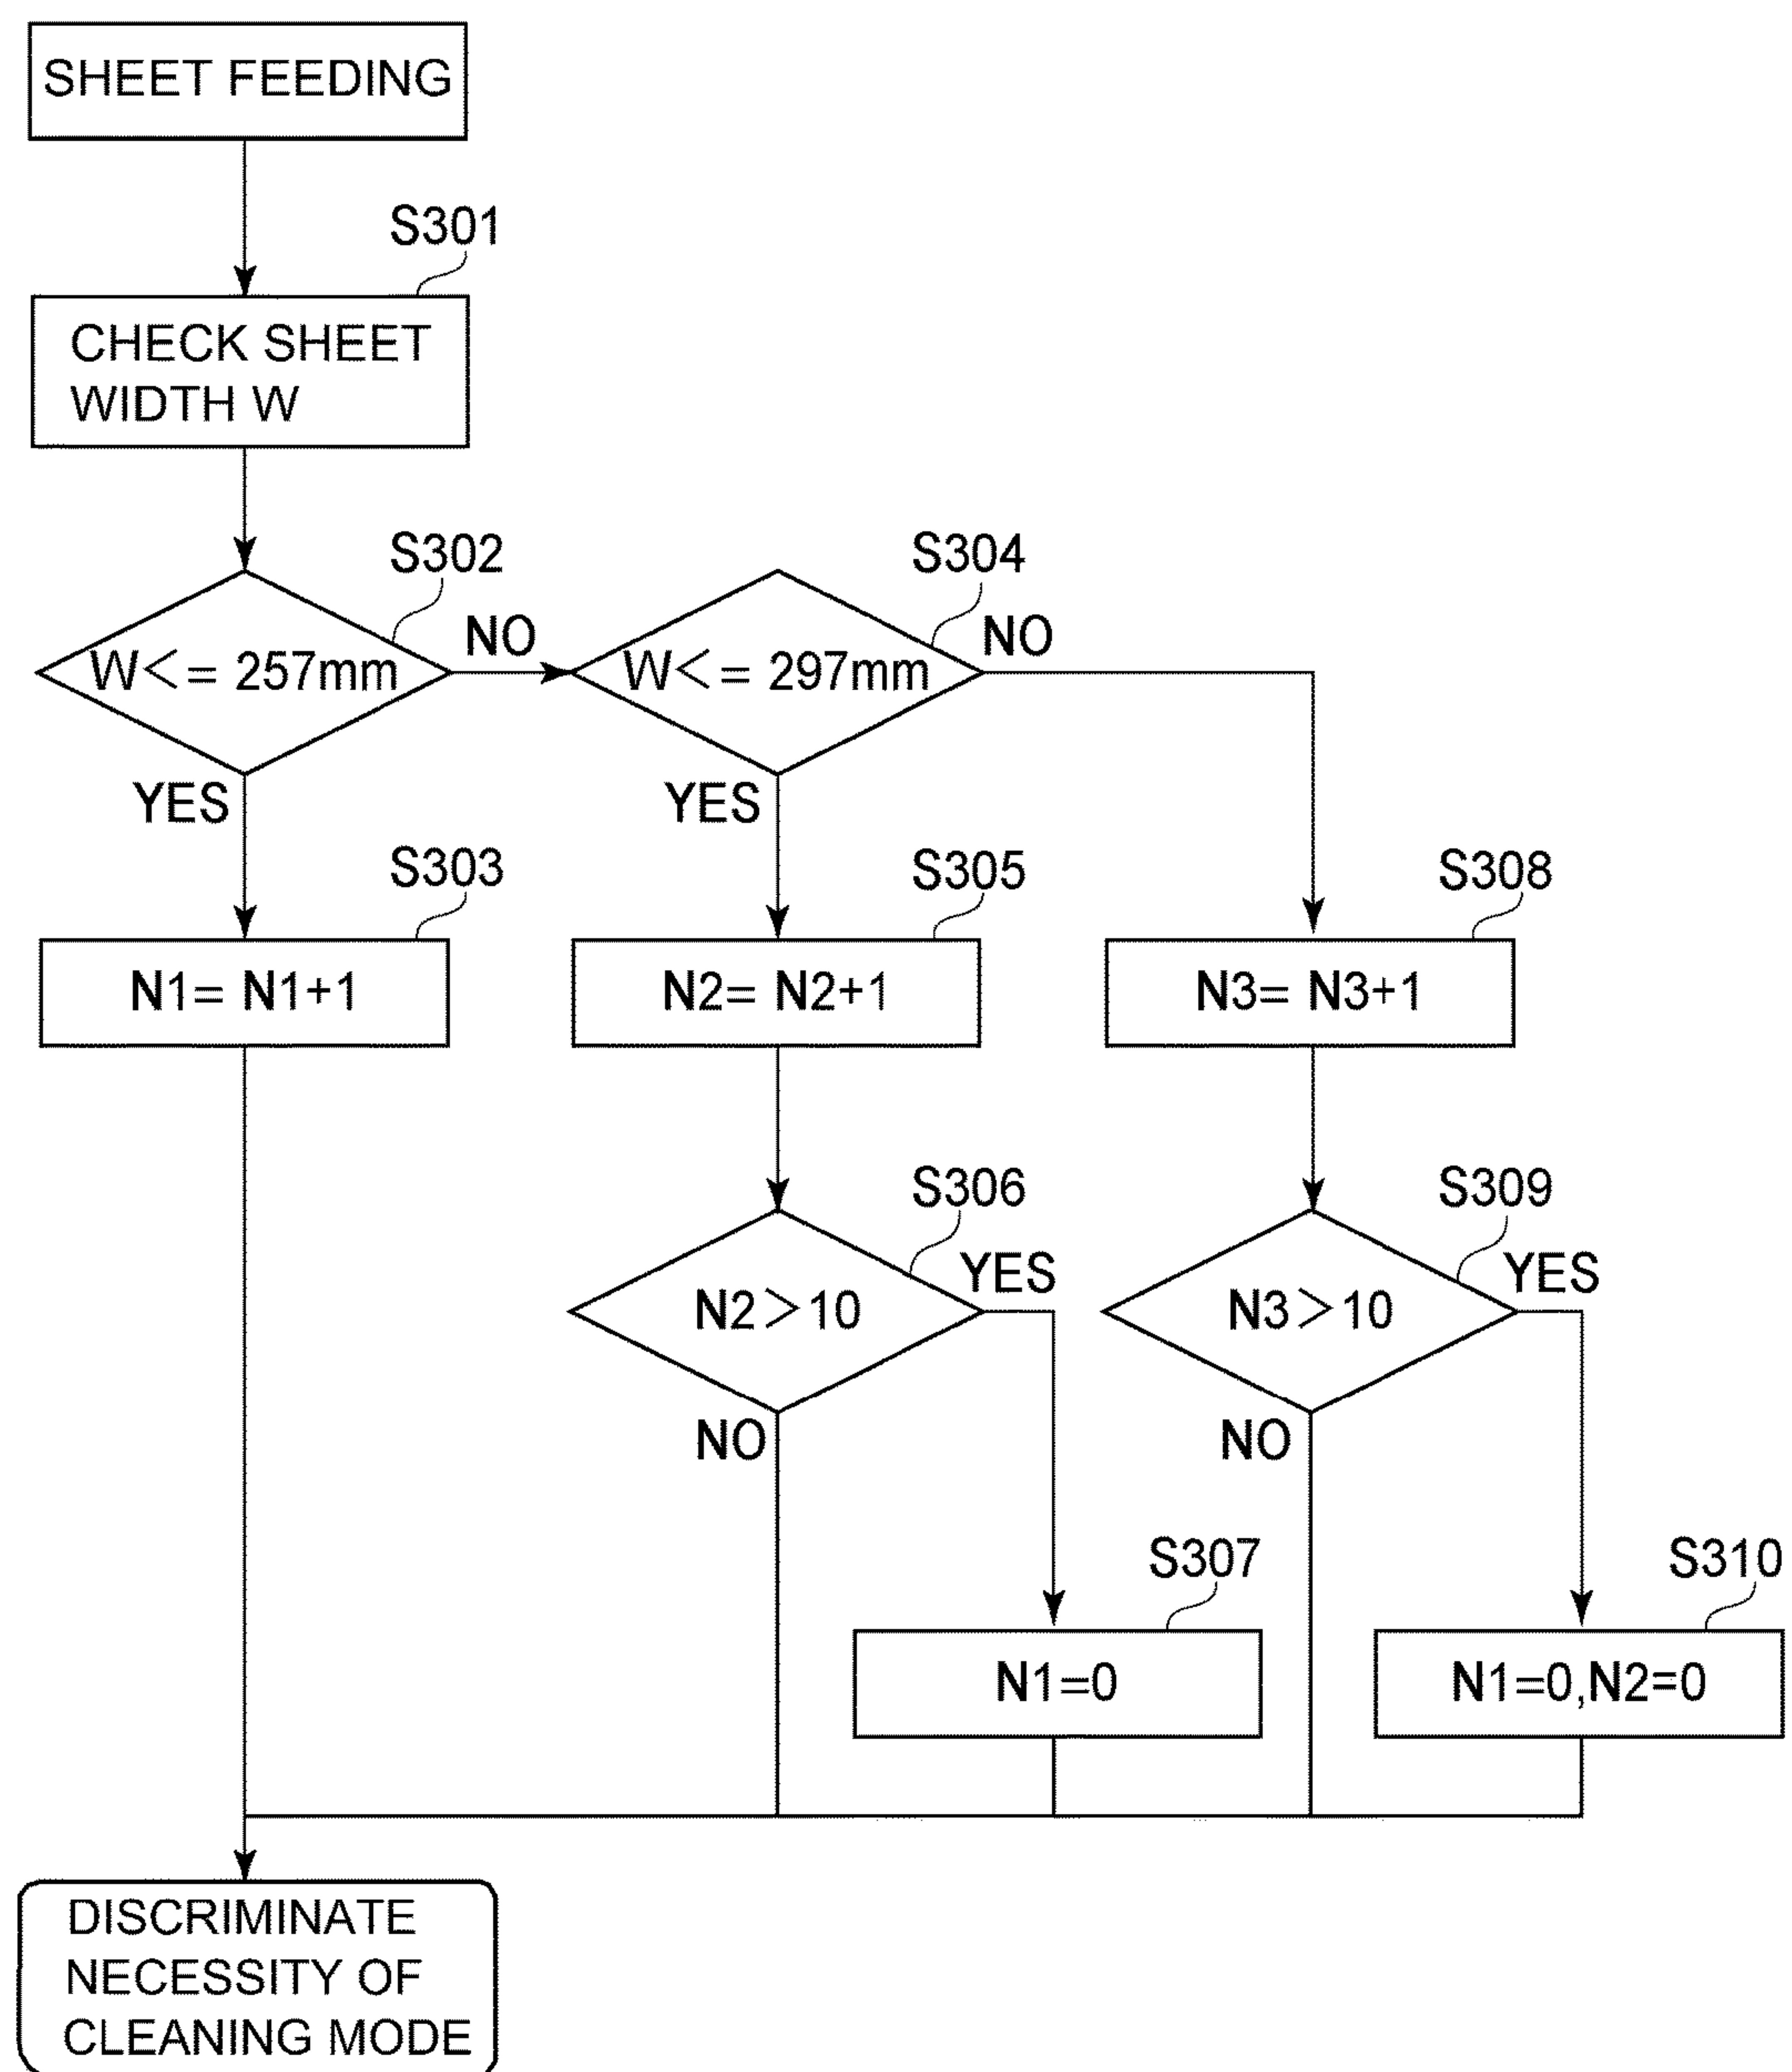 SHEET FEEDING
S301
CHECK SHEET
WIDTH W
S302
S304
W<= 257mm
NO
W<= 297mm
NO
YES
YES
S303
S305
S308
N1= N1+1
N2= N2+1
N3= N3+1
S306
S309
N2>10
YES
N3>10
YES
NO
NO
S307
S310
N1=0
N1=0,N2=0
DISCRIMINATE
NECESSITY OF
CLEANING MODE